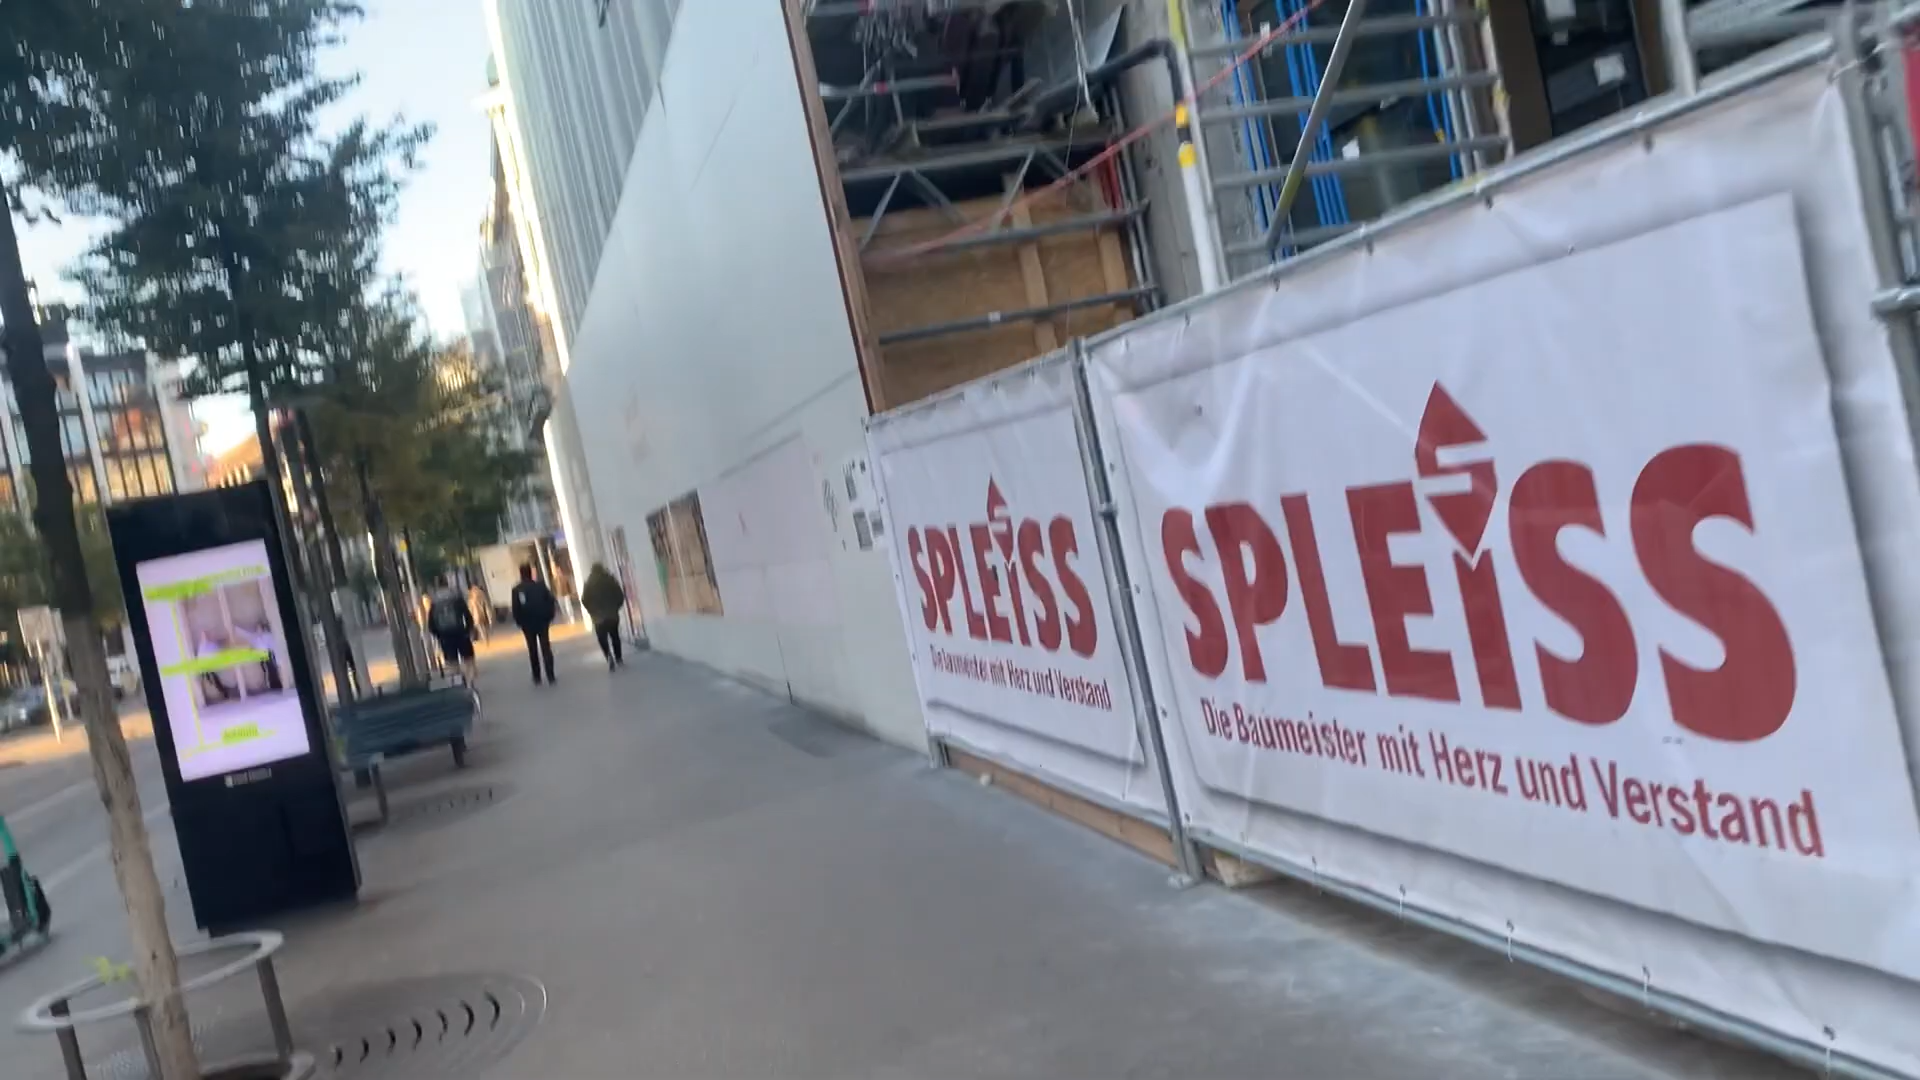 SPLEISS
Die Baumeister mit Herz und Verstand
SPLEISS
Die Baumeister mit Herz und Verstand